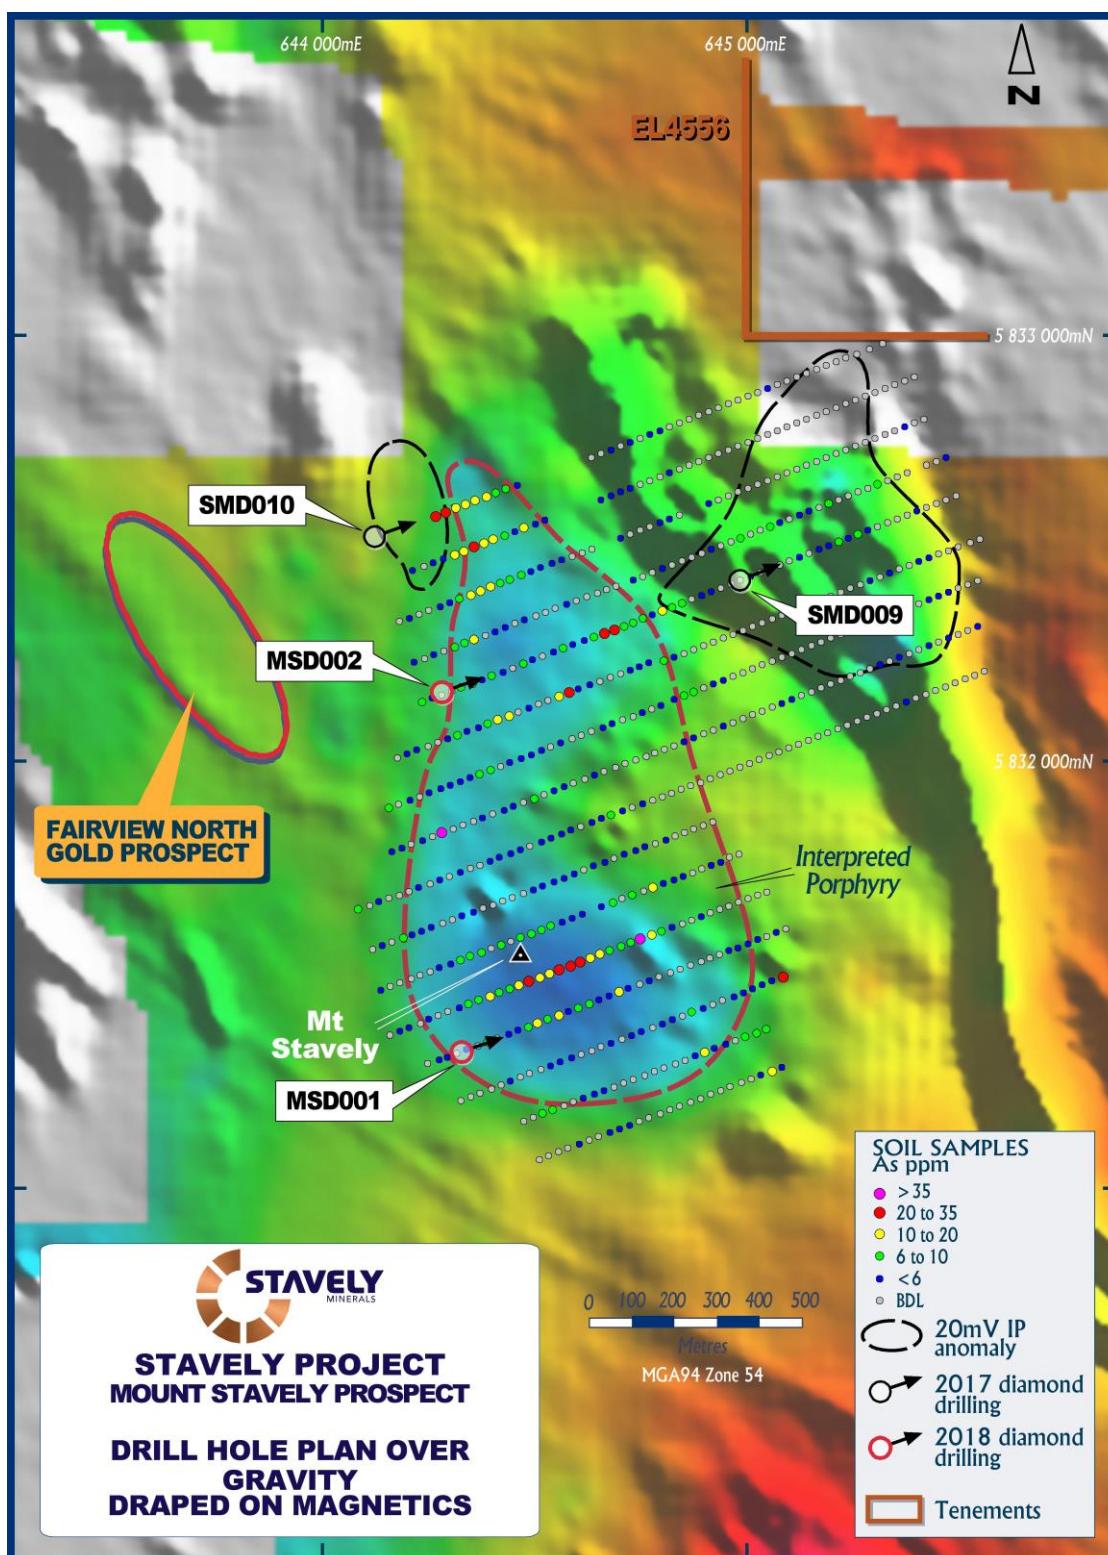 644 000mE
645 000mE
N
EL4556
5 833 000mN
SMD010
SMD009
MSD002
5 832 000mN
FAIRVIEW NORTH
GOLD PROSPECT
Interpreted
Porphyry
Mt
Stavely
MSD001
SOIL SAMPLES
As ppm
>35
20 to 35
10 to 20
6 to 10
<6
BDL
20mV IP
anomaly
2017 diamond
drilling
2018 diamond
drilling
Tenements
0 100 200 300 400 500
Metres
MGA94 Zone 54
STAVELY
MINERALS
STAVELY PROJECT
MOUNT STAVELY PROSPECT
DRILL HOLE PLAN OVER
GRAVITY
DRAPED ON MAGNETICS